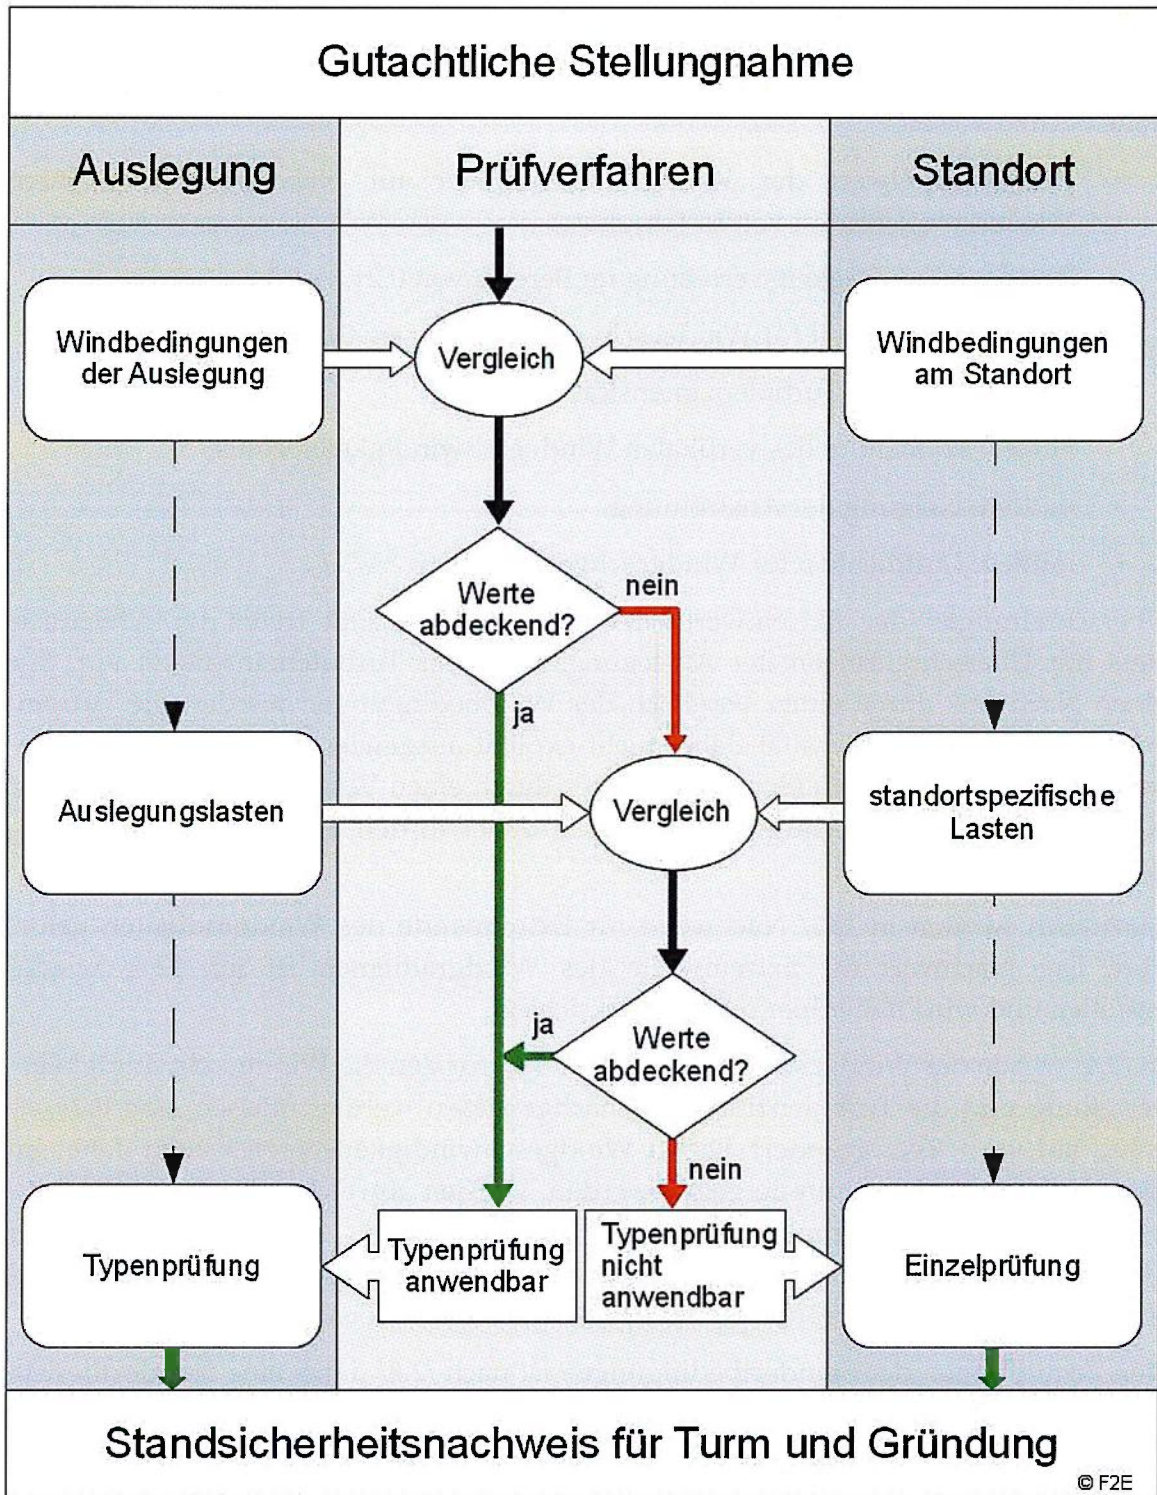 Gutachtliche Stellungnahme
Auslegung
Prüfverfahren
Standort
Windbedingungen
der Auslegung
Vergleich
Windbedingungen
am Standort
Werte
abdeckend?
nein
ja
Auslegungslasten
Vergleich
standortspezifische
Lasten
Werte
abdeckend?
ja
nein
Typenprüfung
Typenprüfung
anwendbar
Typenprüfung
nicht
anwendbar
Einzelprüfung
Standsicherheitsnachweis für Turm und Gründung
© F2E